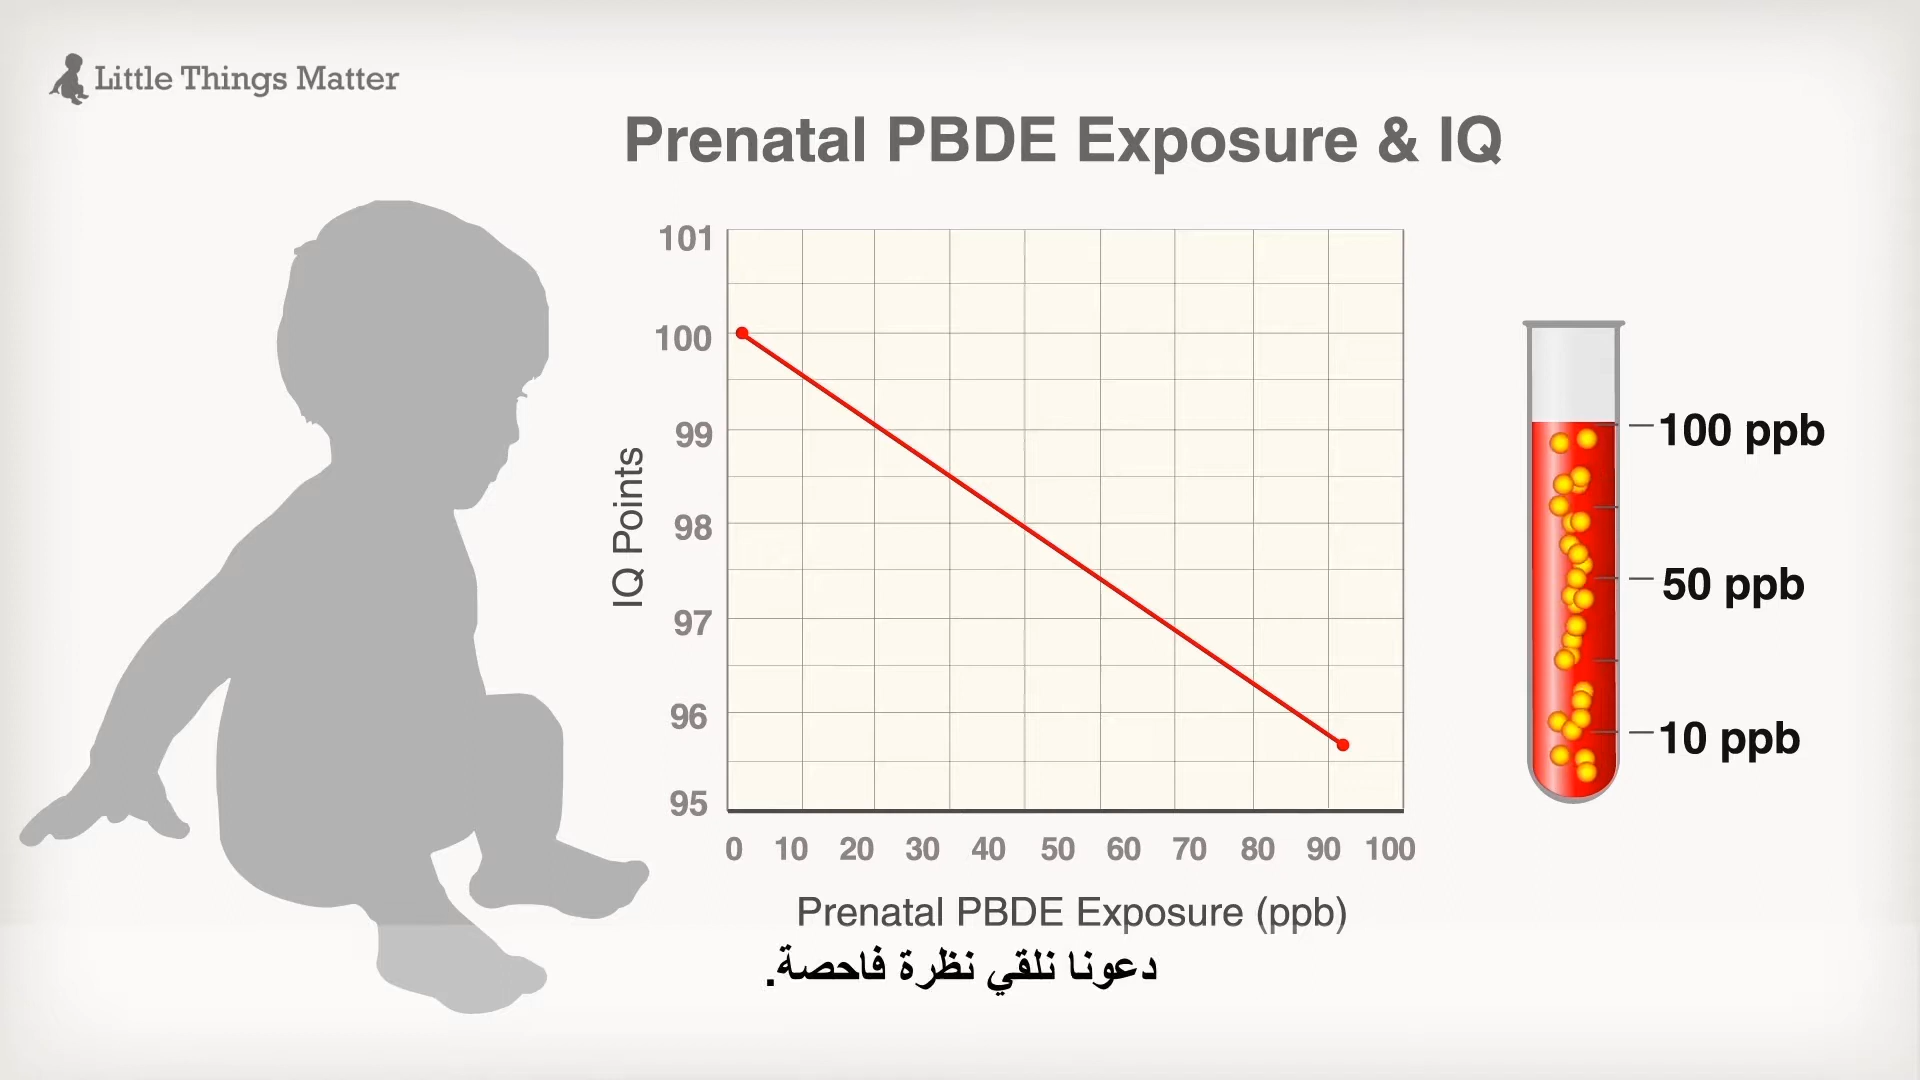 Little Things Matter
Prenatal PBDE Exposure & IQ
101
100
99
98
97
96
95
IQ Points
0 10 20 30 40 50 60 70 80 90 100
Prenatal PBDE Exposure (ppb)
100 ppb
50 ppb
10 ppb
دعونا نلقي نظرة فاحصة.